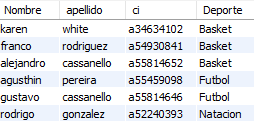 Nombre apellido ci Deporte
karen white a34634102 Basket
franco rodriguez a54930841 Basket
alejandro cassanello a55814652 Basket
agusthin pereira a55459098 Futbol
gustavo cassanello a55814646 Futbol
rodrigo gonzalez a52240393 Natacion